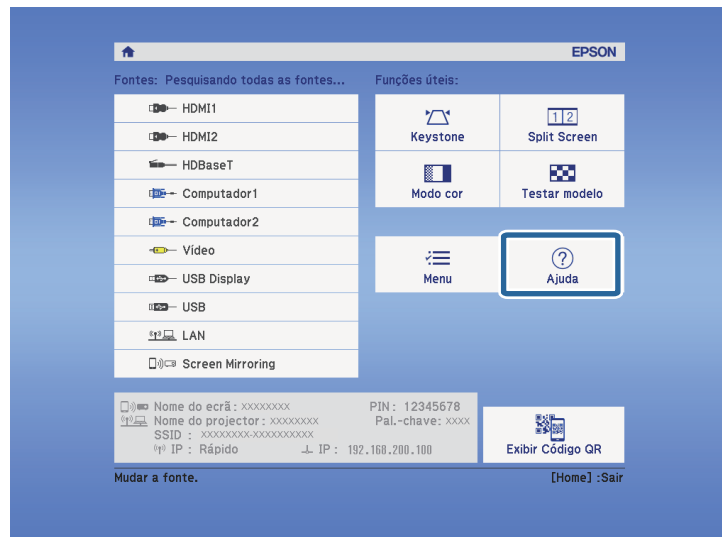 EPSON
Fontes: Pesquisando todas as fontes...
HDMI1
HDMI2
HDBaseT
Computador1
Computador2
Vídeo
USB Display
USB
LAN
Screen Mirroring
Funções úteis:
Keystone
1 2
Split Screen
Modo cor
Testar modelo
Menu
?
Ajuda
Nome do ecrã: xxxxxxxx PIN: 12345678
Nome do projector: xxxxxxxx Pal.-chave: xxxx
SSID : xxxxxxxx-xxxxxxxxxx
IP : Rápido IP : 192.168.200.100
Exibir Código QR
Mudar a fonte. [Home] :Sair